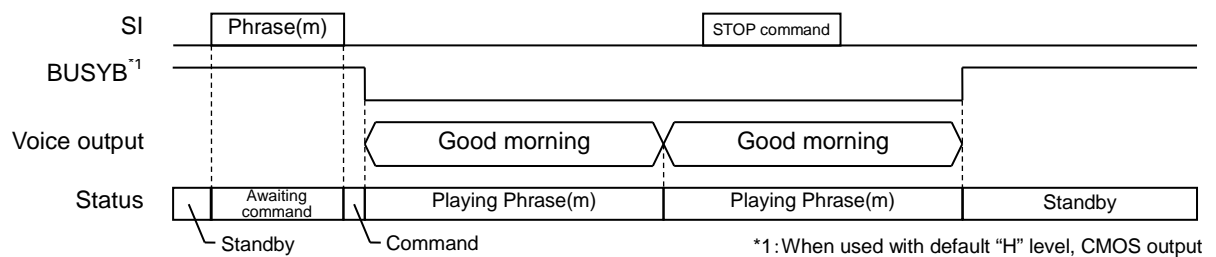 SI
Phrase(m)
STOP command
BUSYB*1
Voice output
Good morning
Good morning
Status
Awaiting
command
Playing Phrase(m)
Playing Phrase(m)
Standby
Standby
Command
*1:When used with default “H” level, CMOS output